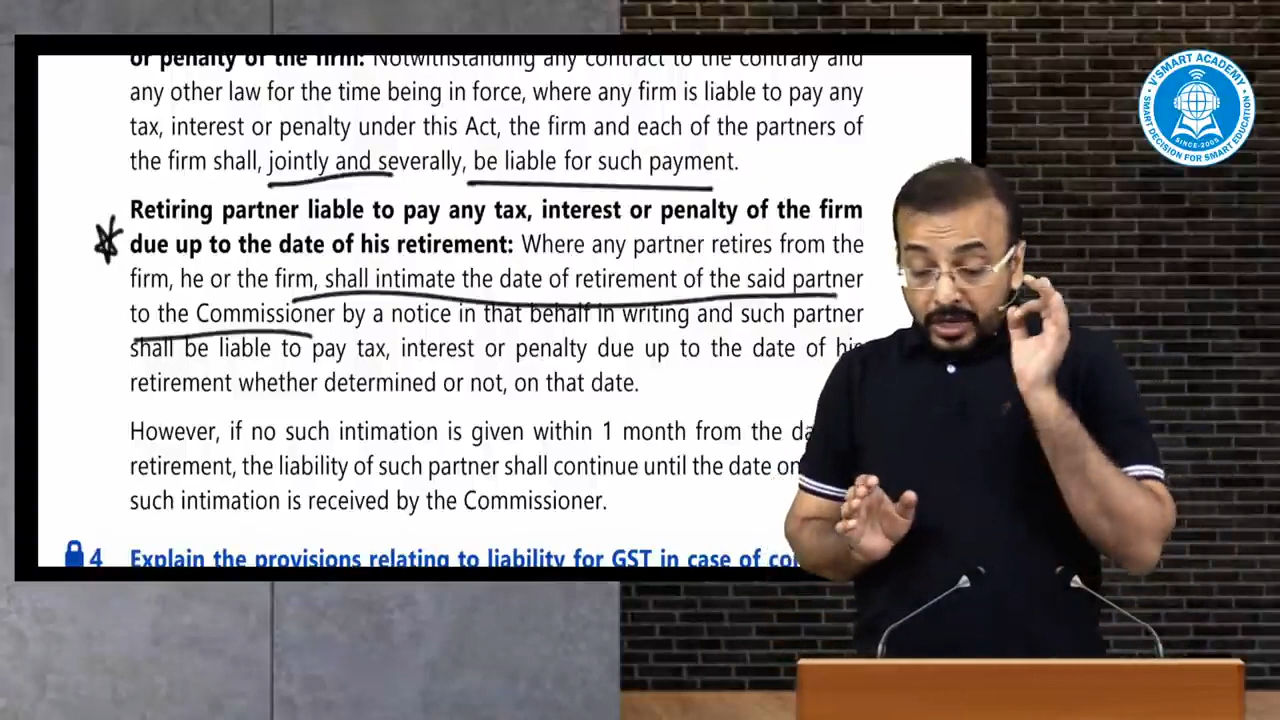 or penalty of the firm: Notwithstanding any contract to the contrary and
any other law for the time being in force, where any firm is liable to pay any
tax, interest or penalty under this Act, the firm and each of the partners of
the firm shall, jointly and severally, be liable for such payment.
Retiring partner liable to pay any tax, interest or penalty of the firm
due up to the date of his retirement: Where any partner retires from the
firm, he or the firm, shall intimate the date of retirement of the said partner
to the Commissioner by a notice in that behalf in writing and such partner
shall be liable to pay tax, interest or penalty due up to the date of his
retirement whether determined or not, on that date.
However, if no such intimation is given within 1 month from the
retirement, the liability of such partner shall continue until the date on
such intimation is received by the Commissioner.
4 Explain the provisions relating to liability for GST in case of
V'SMART ACADEMY
SINCE-2005
SMART DECISION FOR SMART EDUCATION